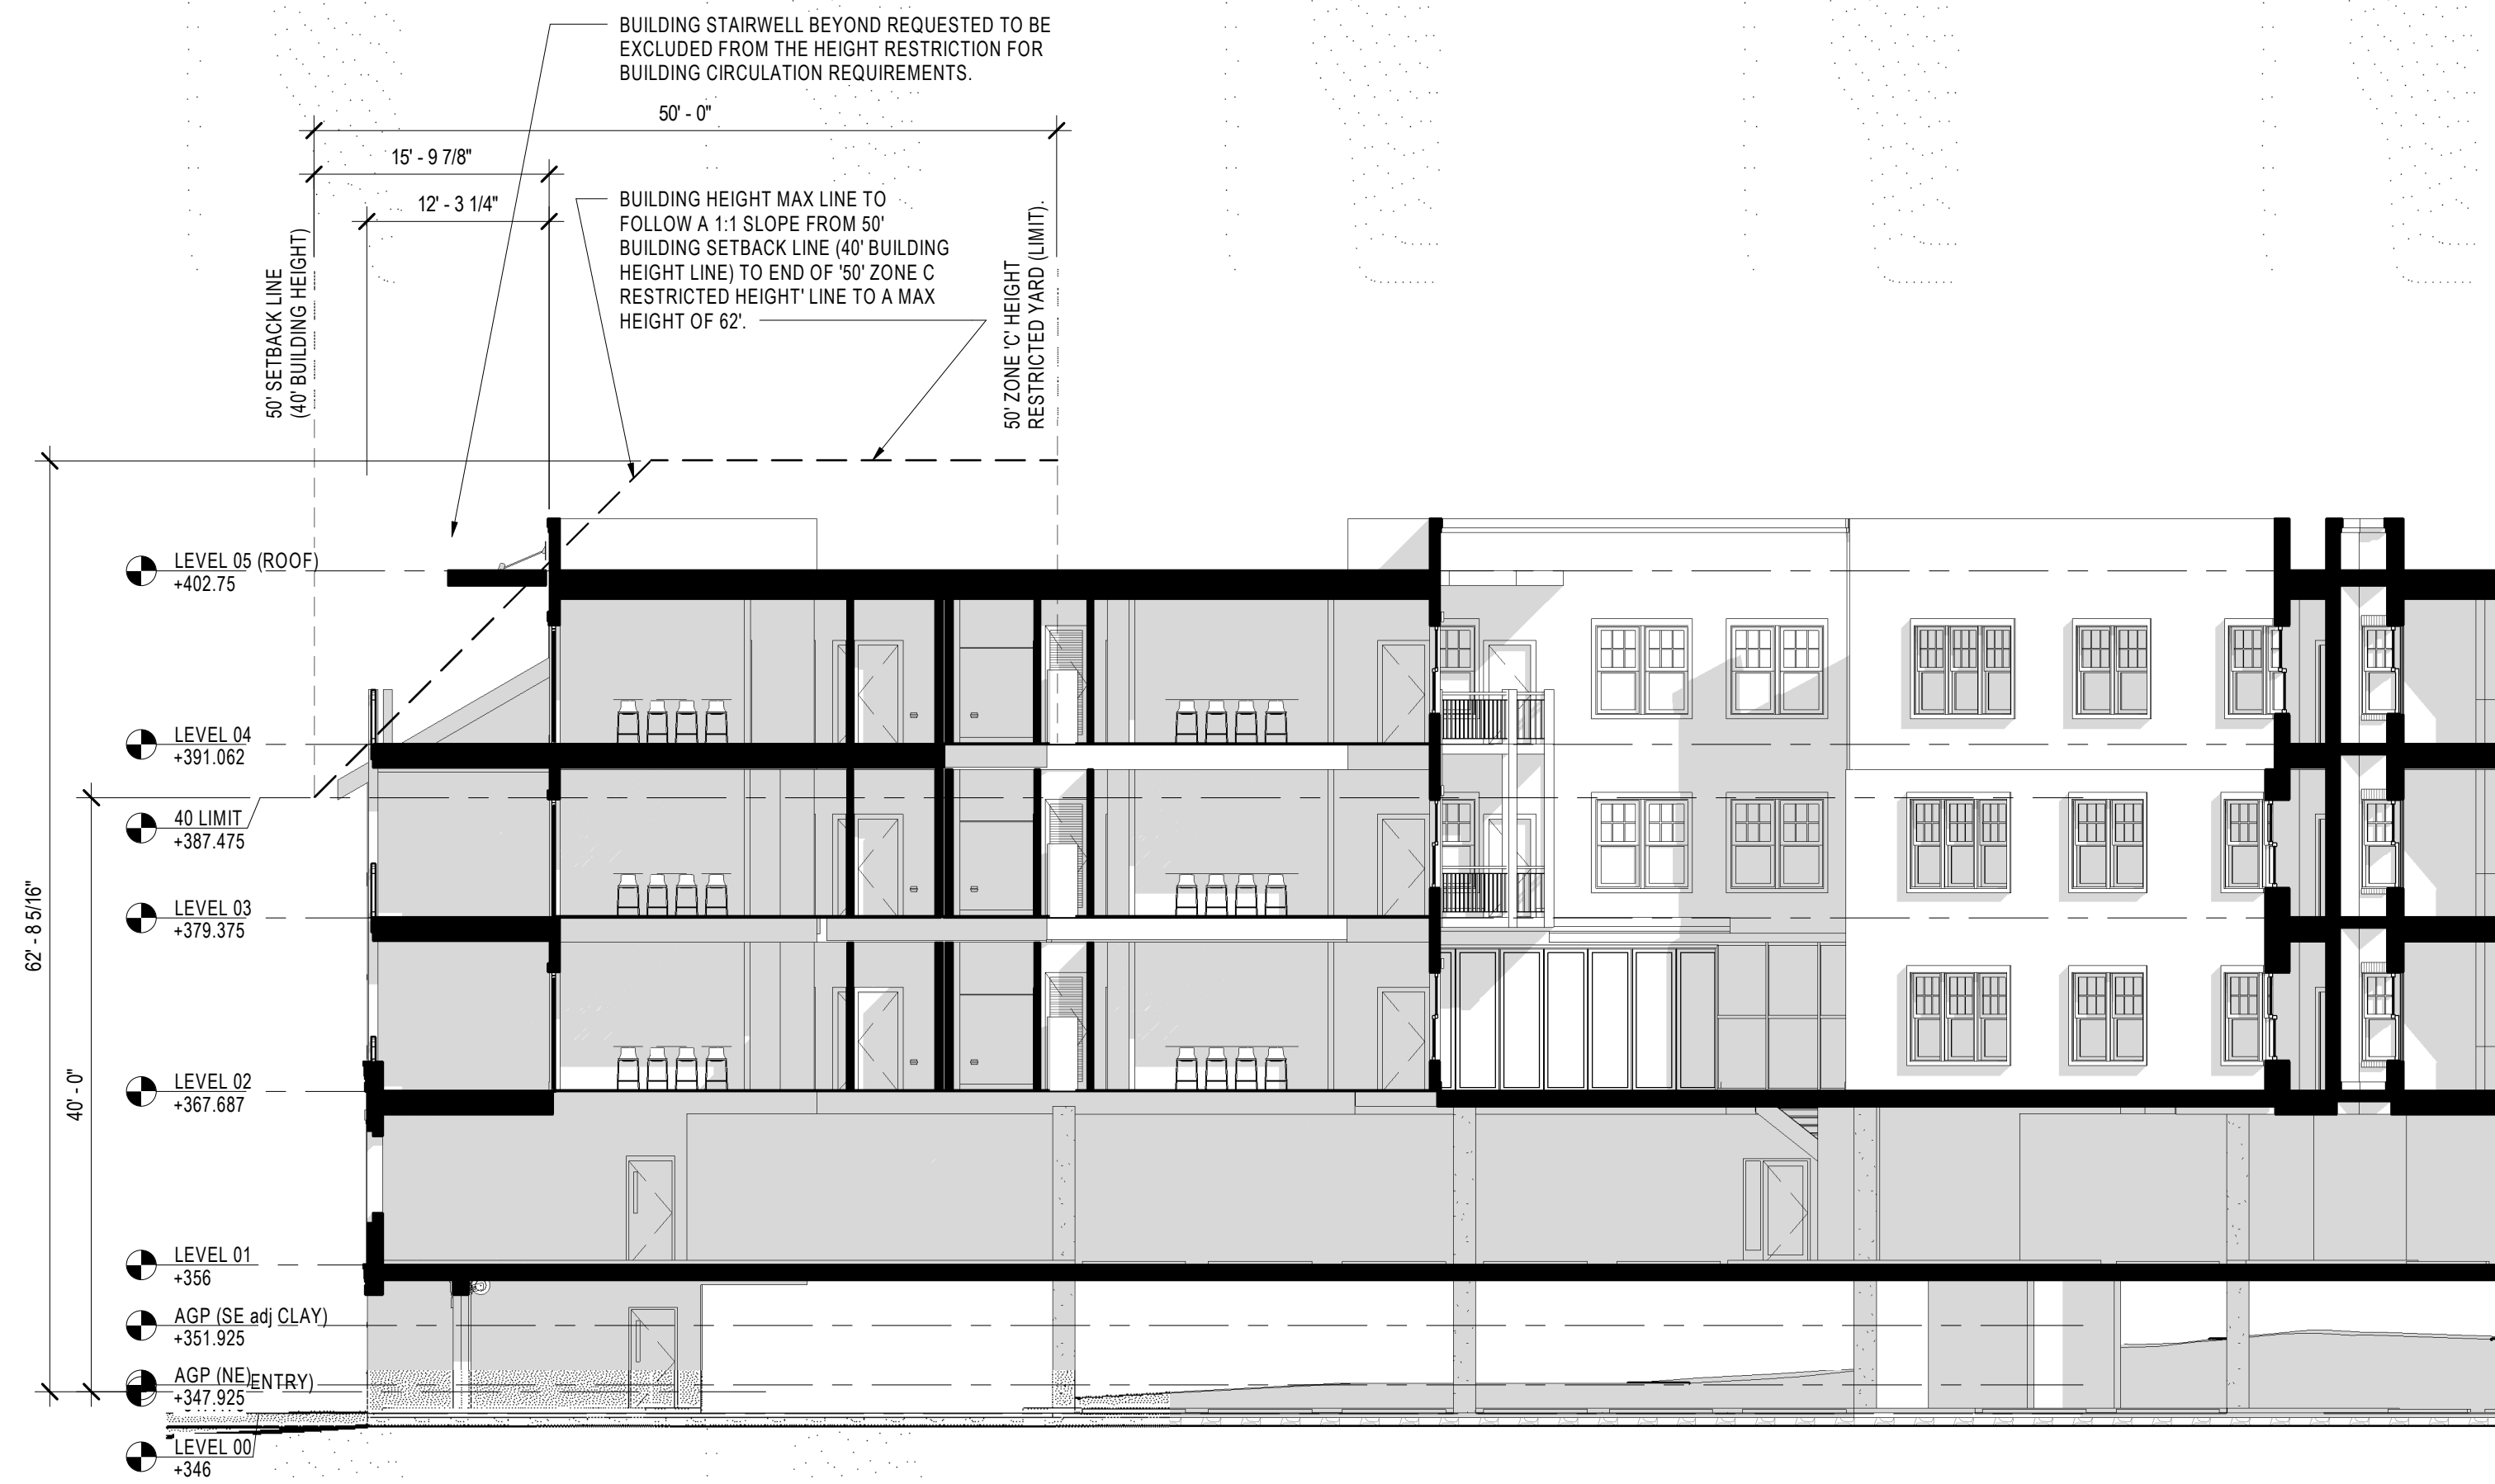 BUILDING STAIRWELL BEYOND REQUESTED TO BE
EXCLUDED FROM THE HEIGHT RESTRICTION FOR
BUILDING CIRCULATION REQUIREMENTS.
50' - 0"
15' - 9 7/8"
12' - 3 1/4"
BUILDING HEIGHT MAX LINE TO
FOLLOW A 1:1 SLOPE FROM 50'
BUILDING SETBACK LINE (40' BUILDING
HEIGHT LINE) TO END OF '50' ZONE C
RESTRICTED HEIGHT' LINE TO A MAX
HEIGHT OF 62'.
50' SETBACK LINE
(40' BUILDING HEIGHT)
50' ZONE 'C' HEIGHT
RESTRICTED YARD (LIMIT).
LEVEL 05 (ROOF)
+402.75
LEVEL 04
+391.062
40 LIMIT
+387.475
LEVEL 03
+379.375
62' - 8 5/16"
LEVEL 02
+367.687
40' - 0"
LEVEL 01
+356
AGP (SE adj CLAY)
+351.925
AGP (NE)
ENTRY)
+347.925
LEVEL 00
+346